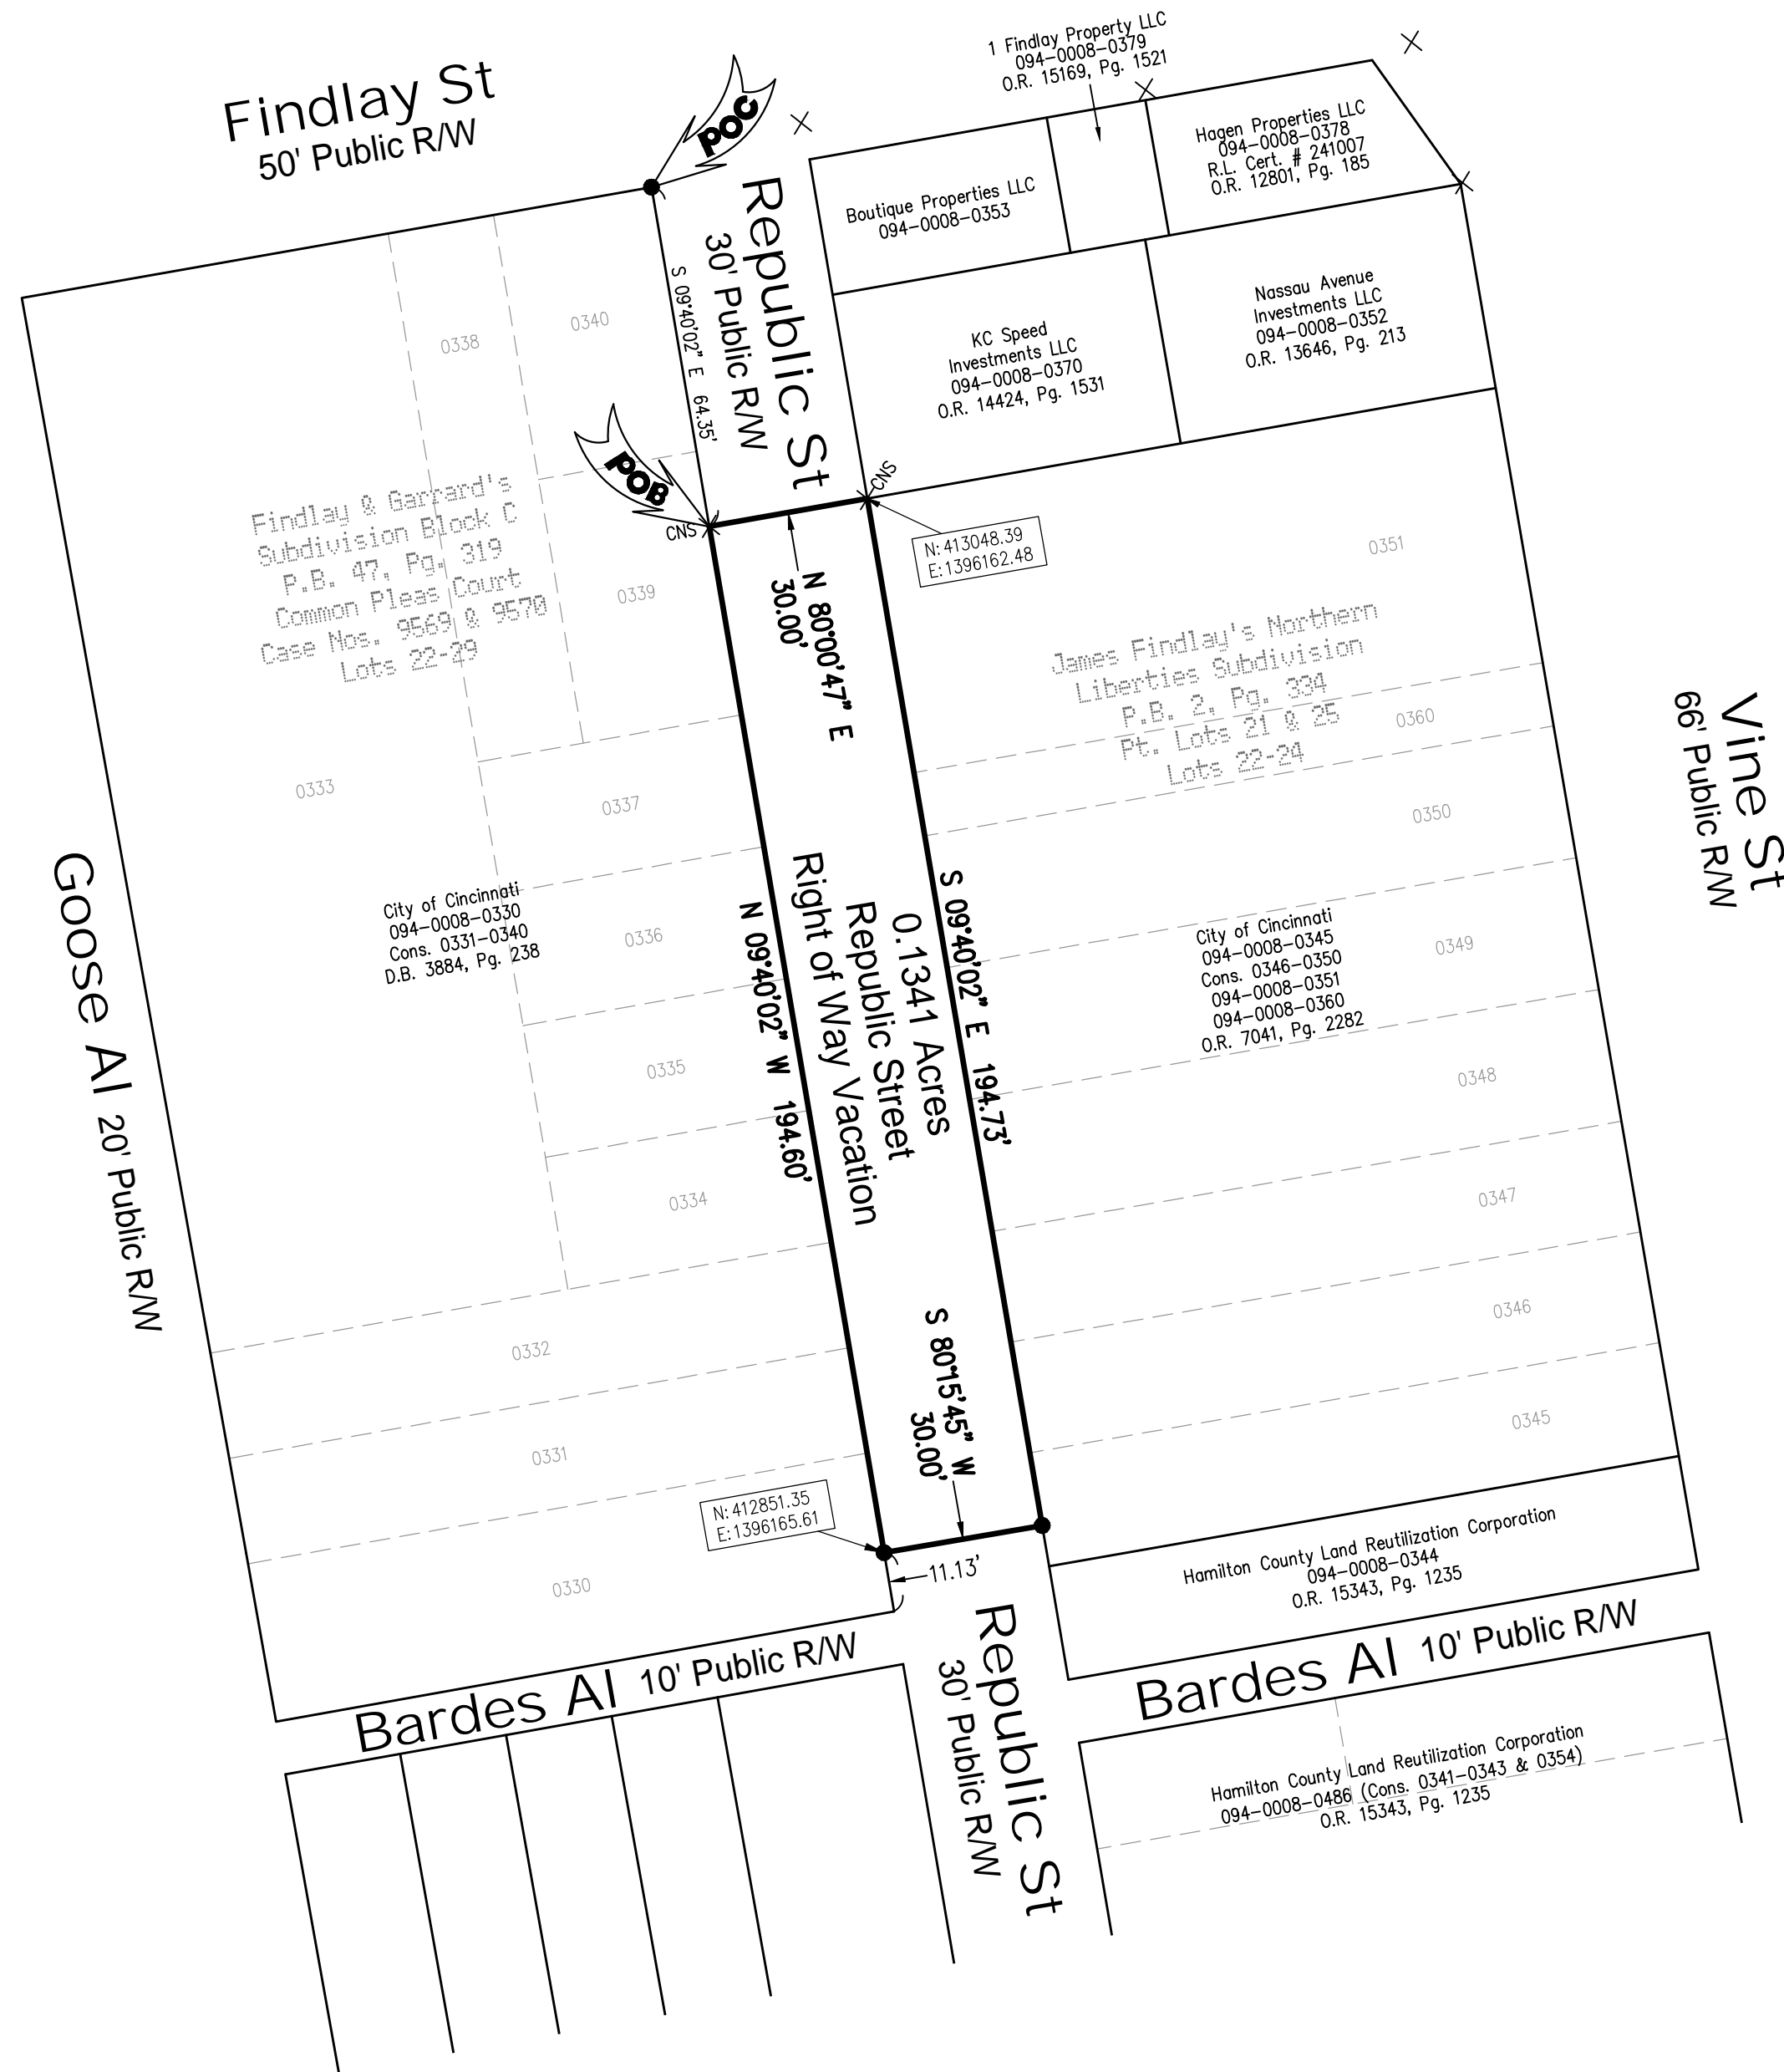 Findlay St
50' Public R/W
POC
1 Findlay Property LLC
094-0008-0379
O.R. 15169, Pg. 1521
Hagen Properties LLC
094-0008-0378
R.L. Cert. # 241007
O.R. 12801, Pg. 185
Boutique Properties LLC
094-0008-0353
Republic St
30' Public R/W
S 09°40'02" E 64.35'
0338
0340
KC Speed
Investments LLC
094-0008-0370
O.R. 14424, Pg. 1531
Nassau Avenue
Investments LLC
094-0008-0352
O.R. 13646, Pg. 213
POB
CNS
CNS
N: 413048.39
E: 1396162.48
N 80°00'47" E
30.00'
Findlay & Garrard's
Subdivision Block C
P.B. 47, Pg. 319
Common Pleas Court
Case Nos. 9569 & 9570
Lots 22-29
0339
0351
James Findlay's Northern
Liberties Subdivision
P.B. 2, Pg. 334
Pt. Lots 21 & 25
Lots 22-24
0360
Vine St
66' Public R/W
0333
0337
0350
Goose Al 20' Public R/W
City of Cincinnati
094-0008-0330
Cons. 0331-0340
D.B. 3884, Pg. 238
0336
N 09°40'02" W 194.60'
0.1341 Acres
Republic Street
Right of Way Vacation
S 09°40'02" E 194.73'
City of Cincinnati
094-0008-0345
Cons. 0346-0350
094-0008-0351
094-0008-0360
O.R. 7041, Pg. 2282
0349
0335
0348
0334
0347
0332
0346
S 80°15'45" W
30.00'
0331
0345
N: 412851.35
E: 1396165.61
11.13'
0330
Hamilton County Land Reutilization Corporation
094-0008-0344
O.R. 15343, Pg. 1235
Bardes Al 10' Public R/W
Republic St
30' Public R/W
Bardes Al 10' Public R/W
Hamilton County Land Reutilization Corporation
094-0008-0486 (Cons. 0341-0343 & 0354)
O.R. 15343, Pg. 1235